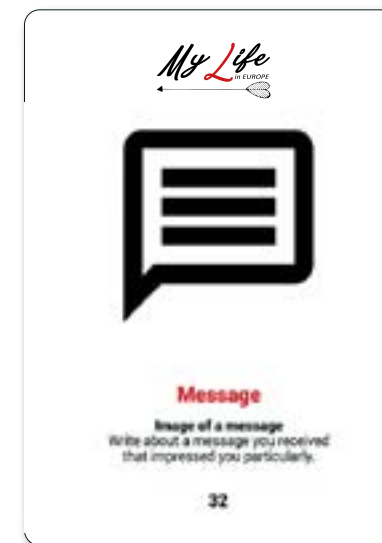 My Life
in EUROPE
Message
Image of a message
Write about a message you received
that impressed you particularly.
32